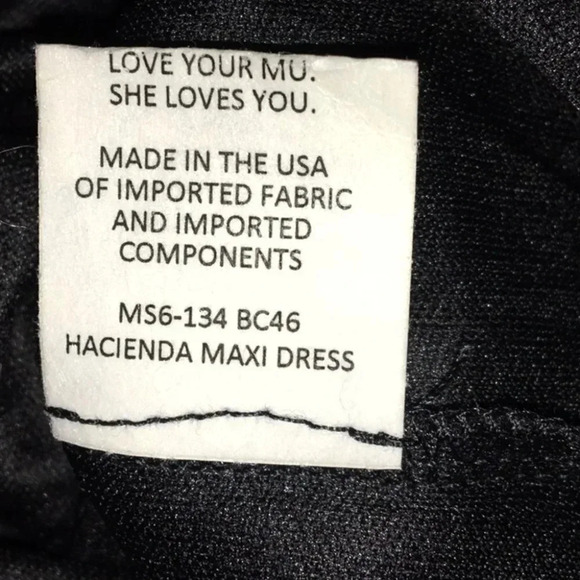 LOVE YOUR MU.
SHE LOVES YOU.
MADE IN THE USA
OF IMPORTED FABRIC
AND IMPORTED
COMPONENTS
MS6-134 BC46
HACIENDA MAXI DRESS